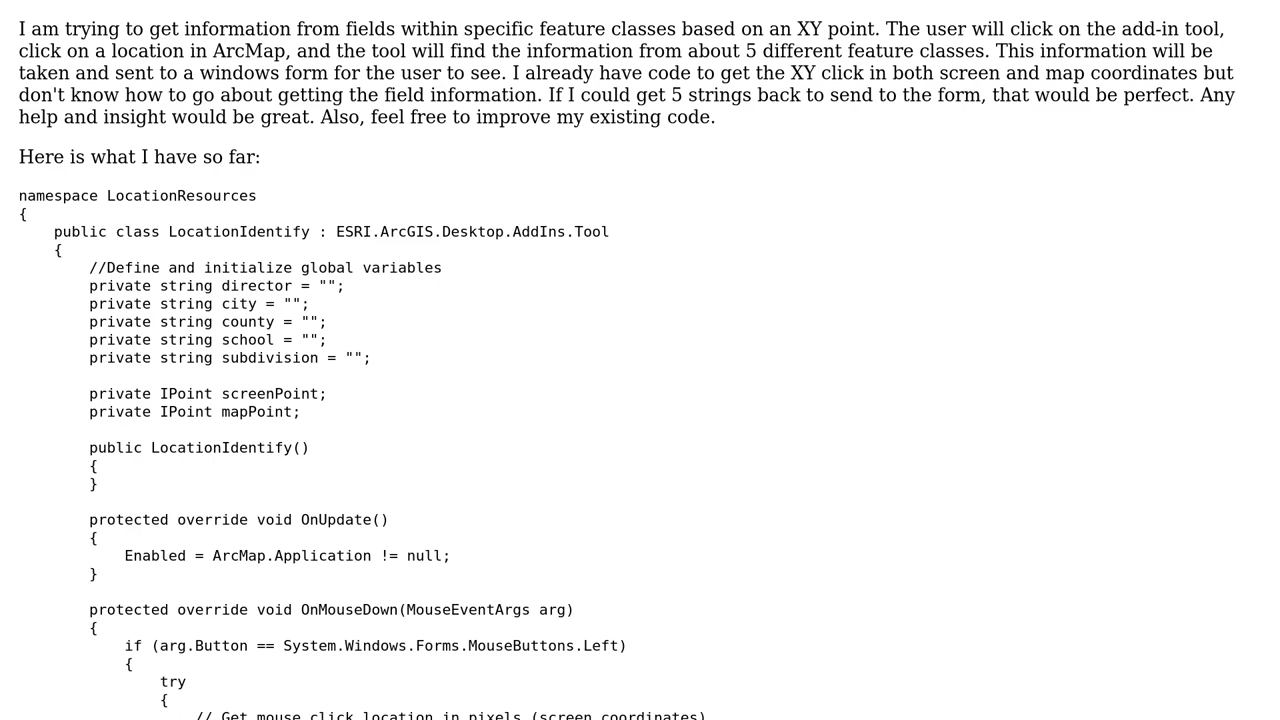 I am trying to get information from fields within specific feature classes based on an XY point. The user will click on the add-in tool,
click on a location in ArcMap, and the tool will find the information from about 5 different feature classes. This information will be
taken and sent to a windows form for the user to see. I already have code to get the XY click in both screen and map coordinates but
don't know how to go about getting the field information. If I could get 5 strings back to send to the form, that would be perfect. Any
help and insight would be great. Also, feel free to improve my existing code.
Here is what I have so far:
namespace LocationResources
{
    public class LocationIdentify : ESRI.ArcGIS.Desktop.AddIns.Tool
    {
        //Define and initialize global variables
        private string director = "";
        private string city = "";
        private string county = "";
        private string school = "";
        private string subdivision = "";
        private IPoint screenPoint;
        private IPoint mapPoint;
        public LocationIdentify()
        {
        }
        protected override void OnUpdate()
        {
            Enabled = ArcMap.Application != null;
        }
        protected override void OnMouseDown(MouseEventArgs arg)
        {
            if (arg.Button == System.Windows.Forms.MouseButtons.Left)
            {
                try
                {
                    // Get mouse click location in pixels (screen coordinates)